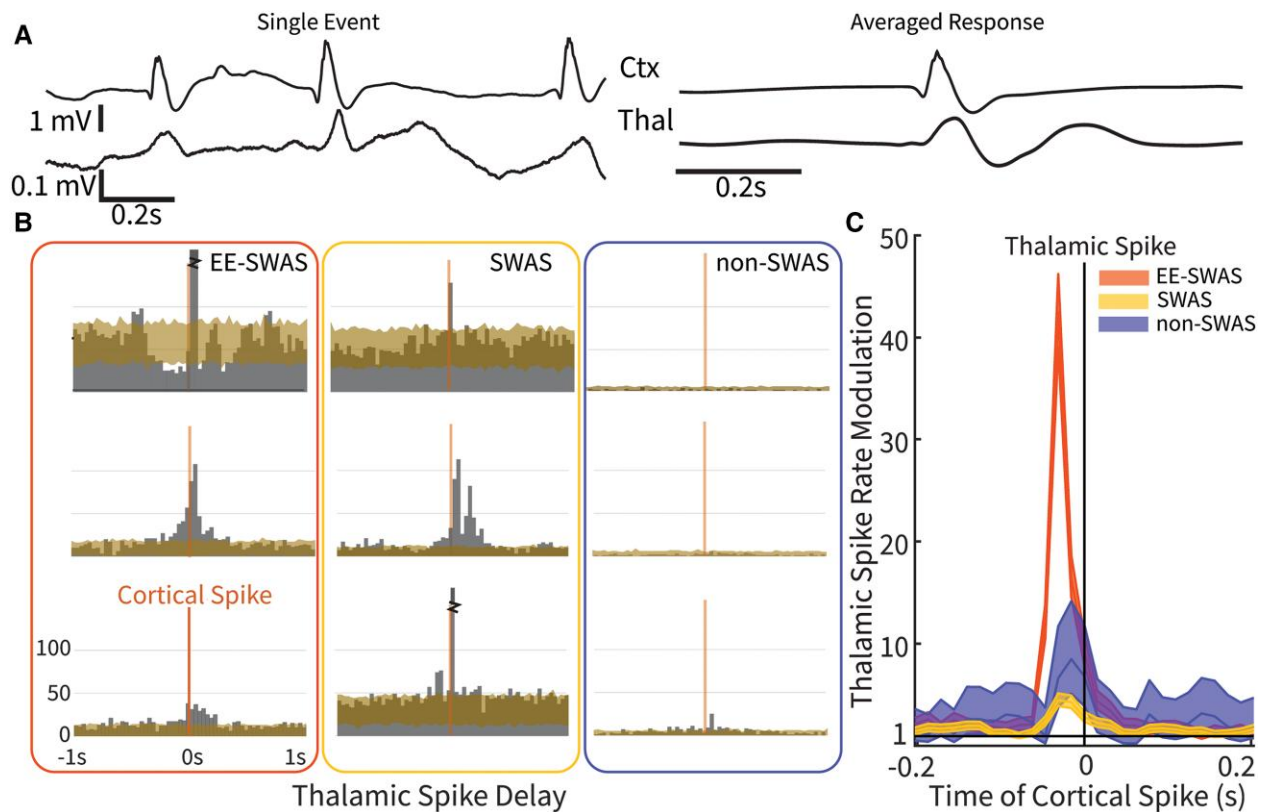 A
Single Event
Averaged Response
Ctx
1 mV
Thal
0.1 mV
0.2s
0.2s
B
EE-SWAS
SWAS
non-SWAS
Cortical Spike
100
50
0
-1s
0s
1s
Thalamic Spike Delay
C
50
40
30
20
10
1
Thalamic Spike Rate Modulation
Thalamic Spike
EE-SWAS
SWAS
non-SWAS
-0.2
0
0.2
Time of Cortical Spike (s)